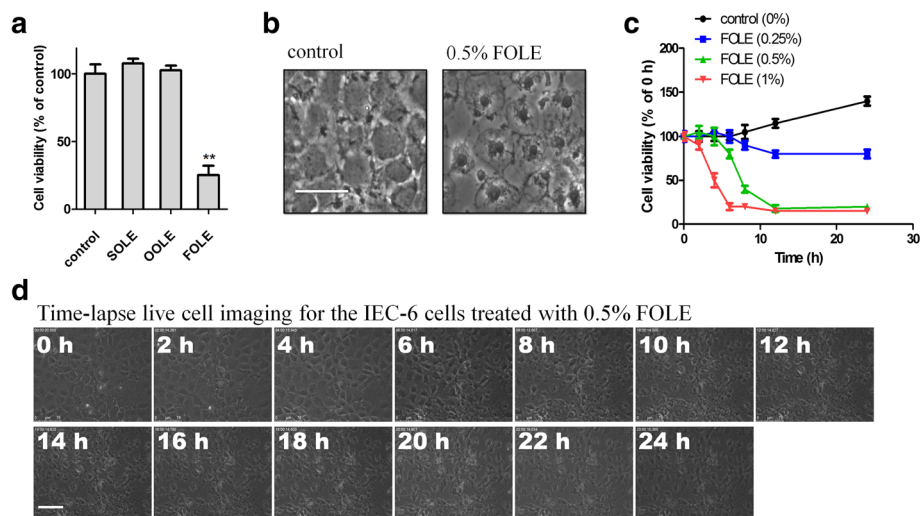 a
Cell viability (% of control)
100
50
0
**
control
SOLE
OOLE
FOLE
b
control
0.5% FOLE
c
control (0%)
FOLE (0.25%)
FOLE (0.5%)
FOLE (1%)
Cell viability (% of 0 h)
200
150
100
50
0
0
10
20
30
Time (h)
d
Time-lapse live cell imaging for the IEC-6 cells treated with 0.5% FOLE
0 h
2 h
4 h
6 h
8 h
10 h
12 h
14 h
16 h
18 h
20 h
22 h
24 h